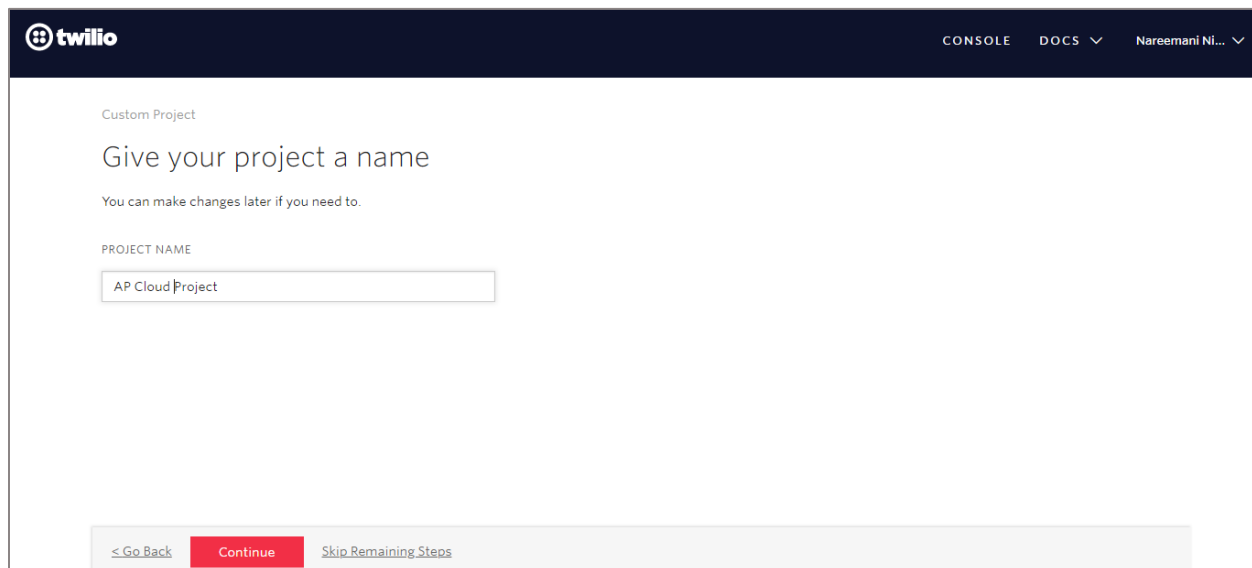 twilio
CONSOLE DOCS Nareemani Ni...
Custom Project
Give your project a name
You can make changes later if you need to.
PROJECT NAME
AP Cloud Project
< Go Back Continue Skip Remaining Steps